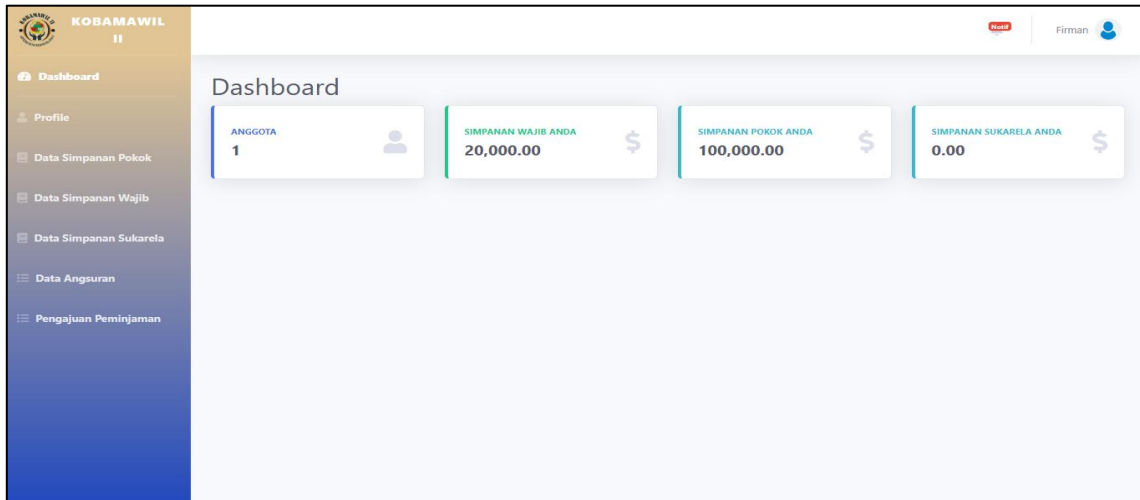 KOBAMAWIL
II
Notif
Firman
Dashboard
Profile
Data Simpanan Pokok
Data Simpanan Wajib
Data Simpanan Sukarela
Data Angsuran
Pengajuan Peminjaman
Dashboard
ANGGOTA
1
SIMPANAN WAJIB ANDA
20,000.00
SIMPANAN POKOK ANDA
100,000.00
SIMPANAN SUKARELA ANDA
0.00